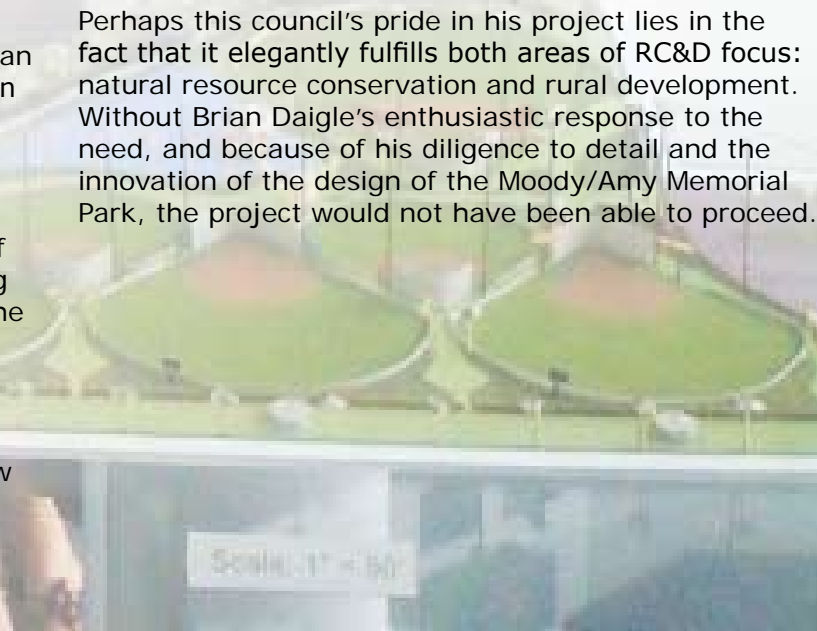 an
n
f
g
he
w
Perhaps this council's pride in his project lies in the
fact that it elegantly fulfills both areas of RC&D focus:
natural resource conservation and rural development.
Without Brian Daigle's enthusiastic response to the
need, and because of his diligence to detail and the
innovation of the design of the Moody/Amy Memorial
Park, the project would not have been able to proceed.
Scale: 1" = 50'